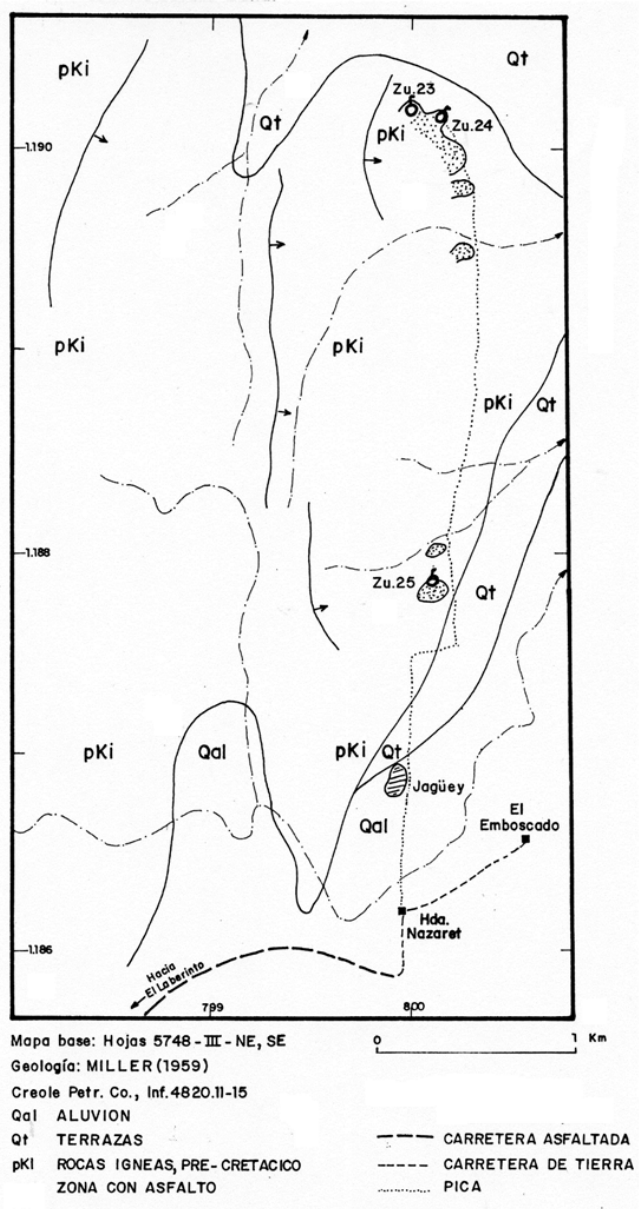 pKi
Qt
Zu.23
Qt
pKi
Zu.24
1.190
pKi
pKi
pKi
Qt
1.188
Zu.25
Qt
pKi
Qal
pKi
Qt
Jagüey
Qal
El
Emboscado
Hda.
Nazaret
1.186
Hacia
El Laberinto
799
800
Mapa base: Hojas 5748-III-NE, SE
0 1 Km
Geología: MILLER (1959)
Creole Petr. Co., Inf. 4820.11-15
Qal ALUVION
Qt TERRAZAS
pKI ROCAS IGNEAS, PRE-CRETACICO
ZONA CON ASFALTO
CARRETERA ASFALTADA
CARRETERA DE TIERRA
PICA